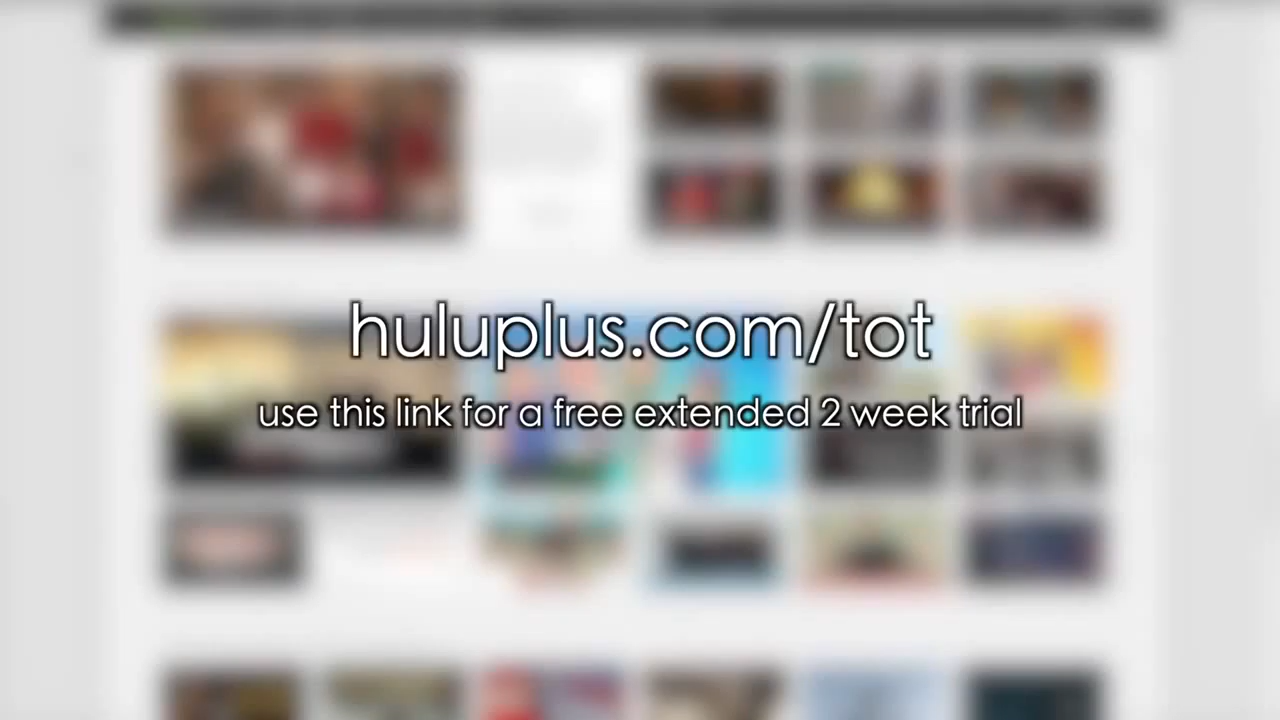 huluplus.com/tot
use this link for a free extended 2 week trial